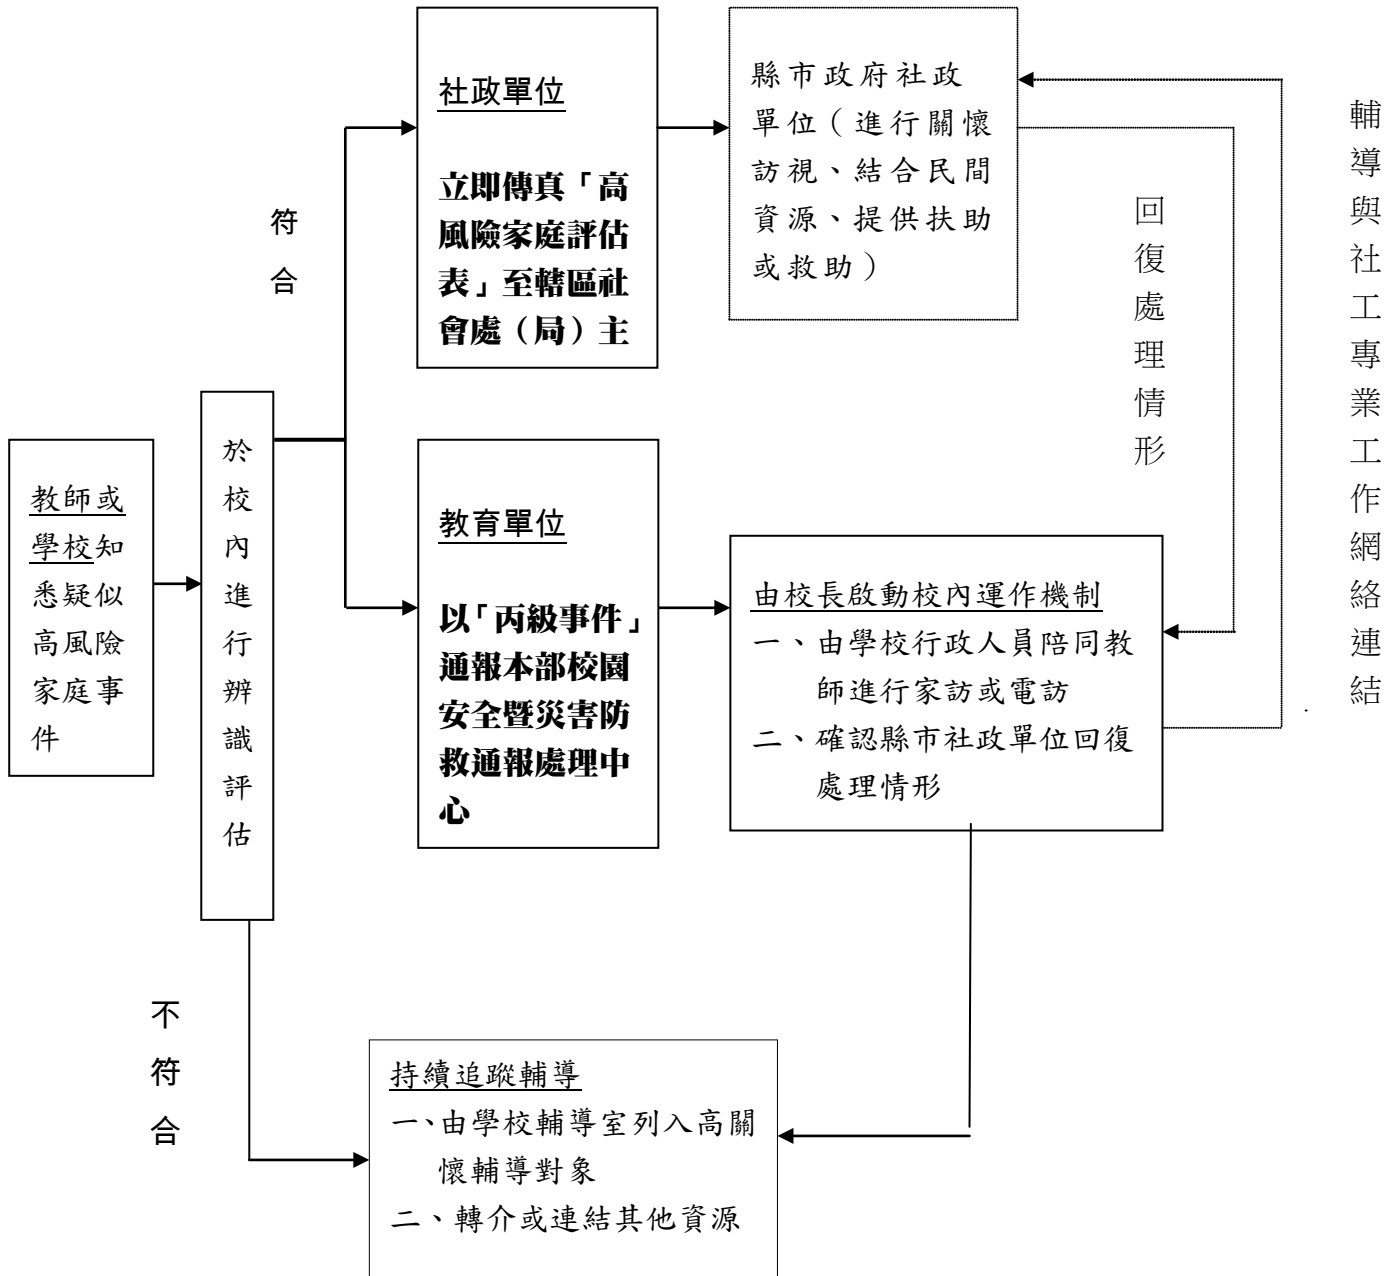 社政單位
立即傳真「高
風險家庭評估
表」至轄區社
會處（局）主
縣市政府社政
單位（進行關懷
訪視、結合民間
資源、提供扶助
或救助）
輔導與社工專業工作網絡連結
回復處理情形
符合
教師或
學校知
悉疑似
高風險
家庭事
件
於校內進行辨識評估
教育單位
以「丙級事件」
通報本部校園
安全暨災害防
救通報處理中
心
由校長啟動校內運作機制
一、由學校行政人員陪同教
師進行家訪或電訪
二、確認縣市社政單位回復
處理情形
不符合
持續追蹤輔導
一、由學校輔導室列入高關
懷輔導對象
二、轉介或連結其他資源